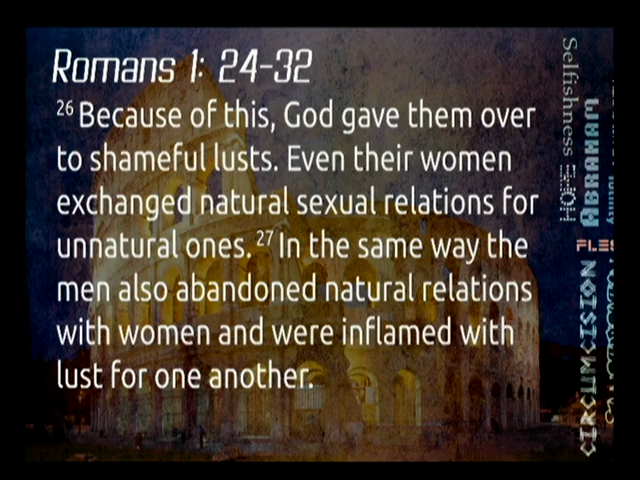 Romans 1: 24-32
26 Because of this, God gave them over
to shameful lusts. Even their women
exchanged natural sexual relations for
unnatural ones. 27 In the same way the
men also abandoned natural relations
with women and were inflamed with
lust for one another.
Selfishness
ABRAHAM
CIRCUMCISION